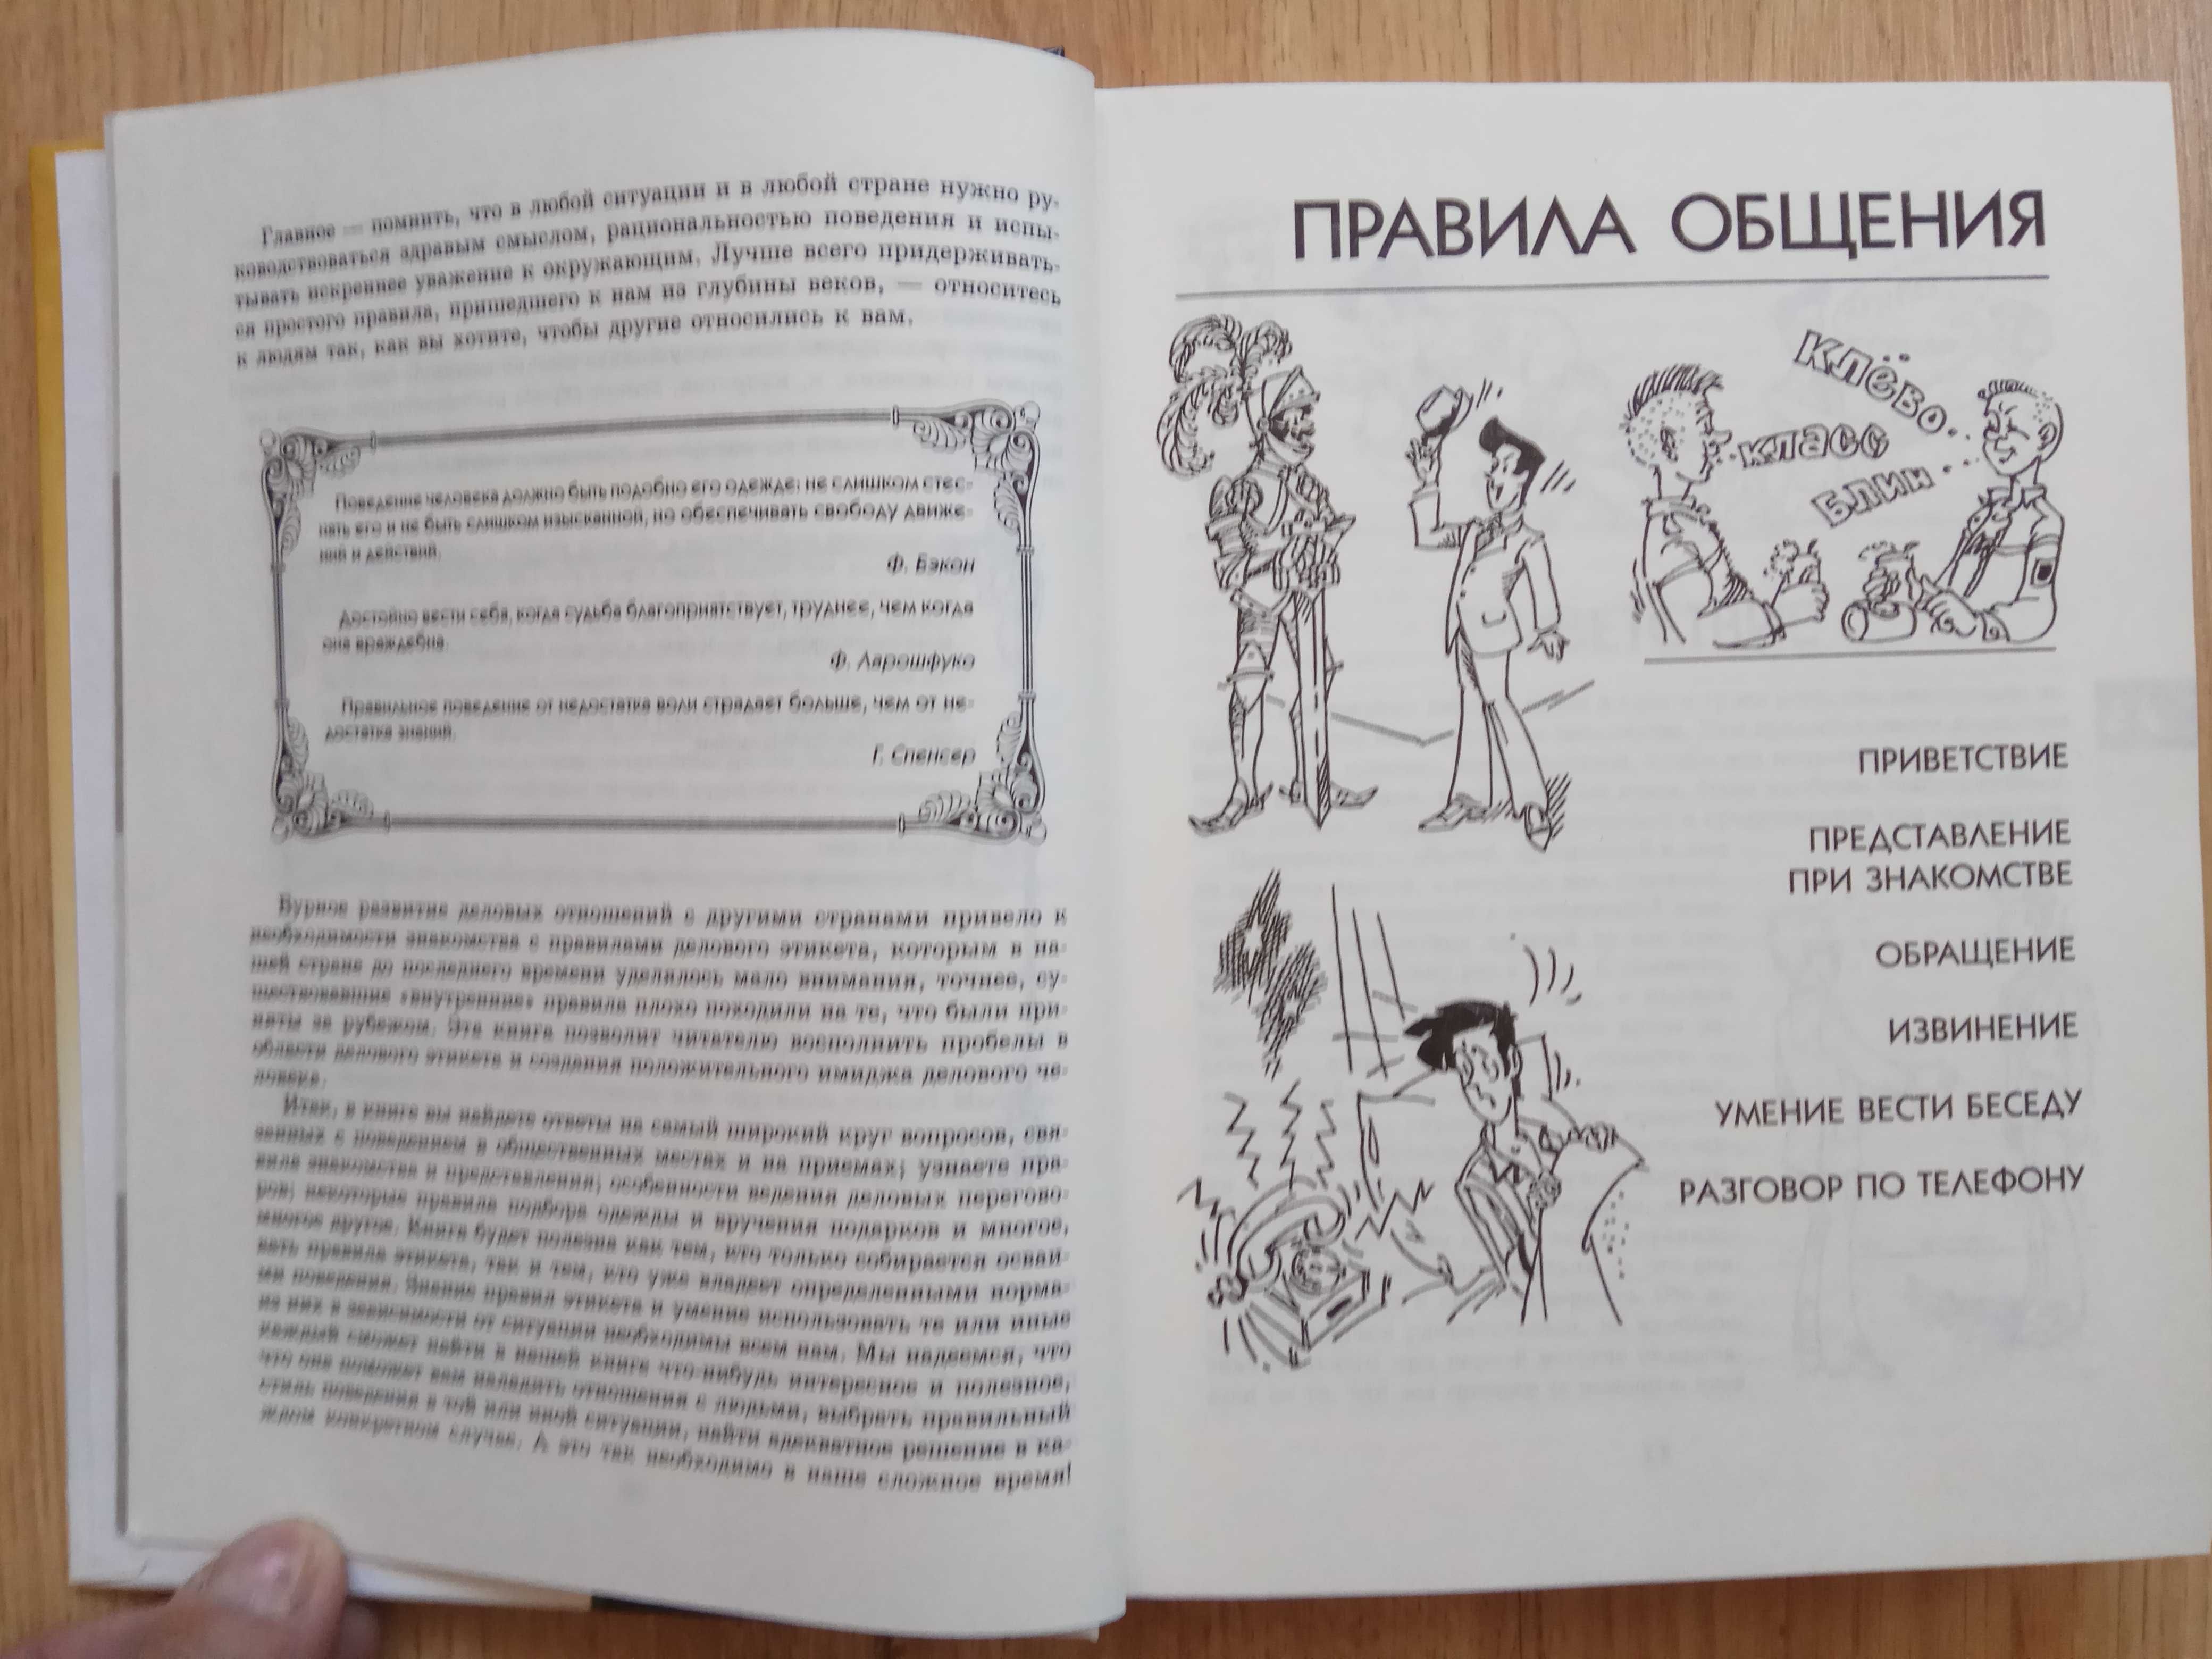 Главное — помнить, что в любой ситуации и в любой стране нужно ру-
ководствоваться здравым смыслом, рациональностью поведения и испы-
тывать искреннее уважение к окружающим. Лучше всего придерживать-
ся простого правила, пришедшего к нам из глубины веков, — относитесь
к людям так, как вы хотите, чтобы другие относились к вам.
Поведение человека должно быть подобно его одежде: не слишком стес-
нять его и не быть слишком изысканной, но обеспечивать свободу движе-
ний и действий.
Ф. Бэкон
Достойно вести себя, когда судьба благоприятствует, труднее, чем когда
она враждебна.
Ф. Ларошфуко
Правильное поведение от недостатка воли страдает больше, чем от не-
достатка знаний.
Г. Спенсер
Бурное развитие деловых отношений с другими странами привело к
необходимости знакомства с правилами делового этикета, которым в на-
шей стране до последнего времени уделялось мало внимания, точнее, су-
ществовавшие «внутренние» правила плохо походили на те, что были при-
няты за рубежом. Эта книга позволит читателю восполнить пробелы в
области делового этикета и создания положительного имиджа делового че-
ловека.
Итак, в книге вы найдете ответы на самый широкий круг вопросов, свя-
занных с поведением в общественных местах и на приемах; узнаете пра-
вила знакомства и представления; особенности ведения деловых перегово-
ров; некоторые правила подбора одежды и вручения подарков и многое,
многое другое. Книга будет полезна как тем, кто только собирается осваи-
вать правила этикета, так и тем, кто уже владеет определенными норма-
ми поведения. Знание правил этикета и умение использовать те или иные
из них в зависимости от ситуации необходимы всем нам. Мы надеемся, что
каждый сможет найти в нашей книге что-нибудь интересное и полезное,
что она поможет вам наладить отношения с людьми, выбрать правильный
стиль поведения в той или иной ситуации, найти адекватное решение в ка-
ждом конкретном случае. А это так необходимо в наше сложное время!
ПРАВИЛА ОБЩЕНИЯ
КЛЁВО...
КЛАСС
БЛИН...
ПРИВЕТСТВИЕ
ПРЕДСТАВЛЕНИЕ
ПРИ ЗНАКОМСТВЕ
ОБРАЩЕНИЕ
ИЗВИНЕНИЕ
УМЕНИЕ ВЕСТИ БЕСЕДУ
РАЗГОВОР ПО ТЕЛЕФОНУ